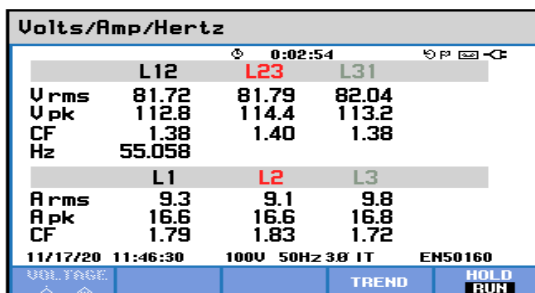 Volts/Amp/Hertz
0:02:54
L12 L23 L31
V rms 81.72 81.79 82.04
V pk 112.8 114.4 113.2
CF 1.38 1.40 1.38
Hz 55.058
L1 L2 L3
A rms 9.3 9.1 9.8
A pk 16.6 16.6 16.8
CF 1.79 1.83 1.72
11/17/20 11:46:30 100V 50Hz 3Ø IT EN50160
VOLTAGE TREND HOLD
RUN